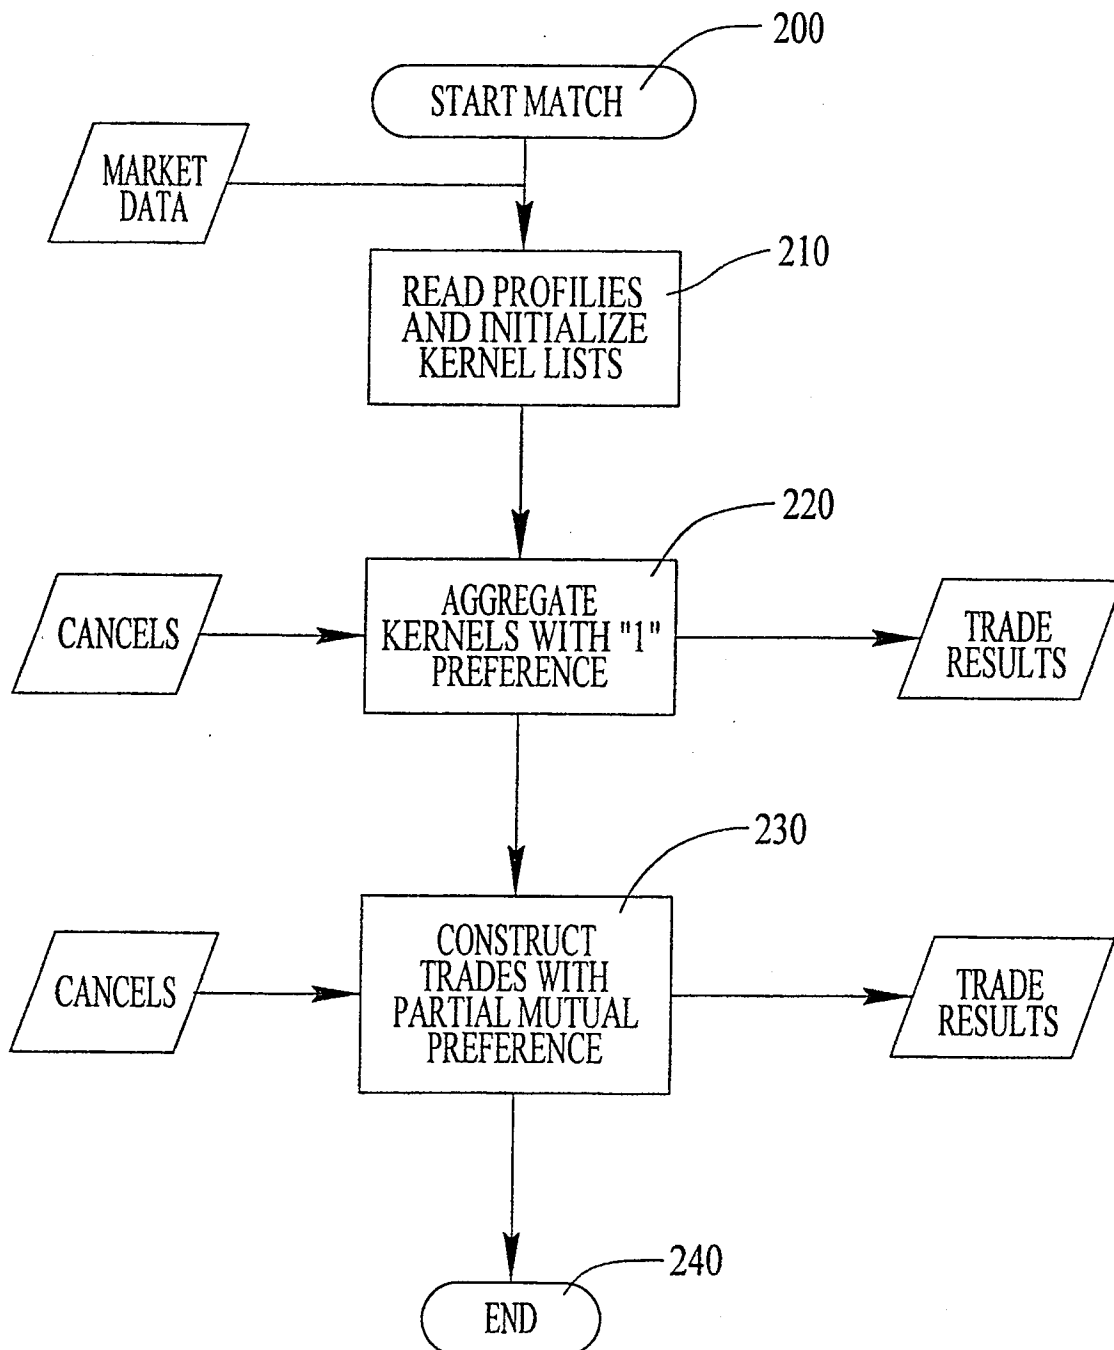 200
START MATCH
MARKET
DATA
210
READ PROFILIES
AND INITIALIZE
KERNEL LISTS
220
CANCELS
AGGREGATE
KERNELS WITH "1"
PREFERENCE
TRADE
RESULTS
230
CANCELS
CONSTRUCT
TRADES WITH
PARTIAL MUTUAL
PREFERENCE
TRADE
RESULTS
240
END